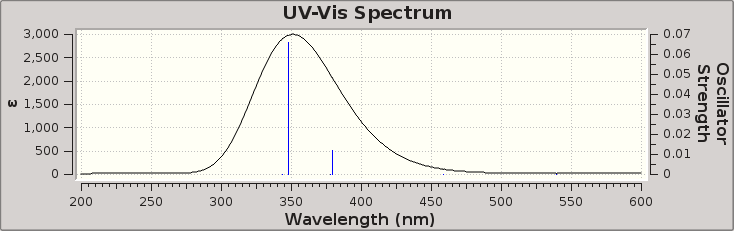 UV-Vis Spectrum
3,000
2,500
2,000
1,500
1,000
500
0
ε
0.07
0.06
0.05
0.04
0.03
0.02
0.01
0
Oscillator
Strength
200 250 300 350 400 450 500 550 600
Wavelength (nm)